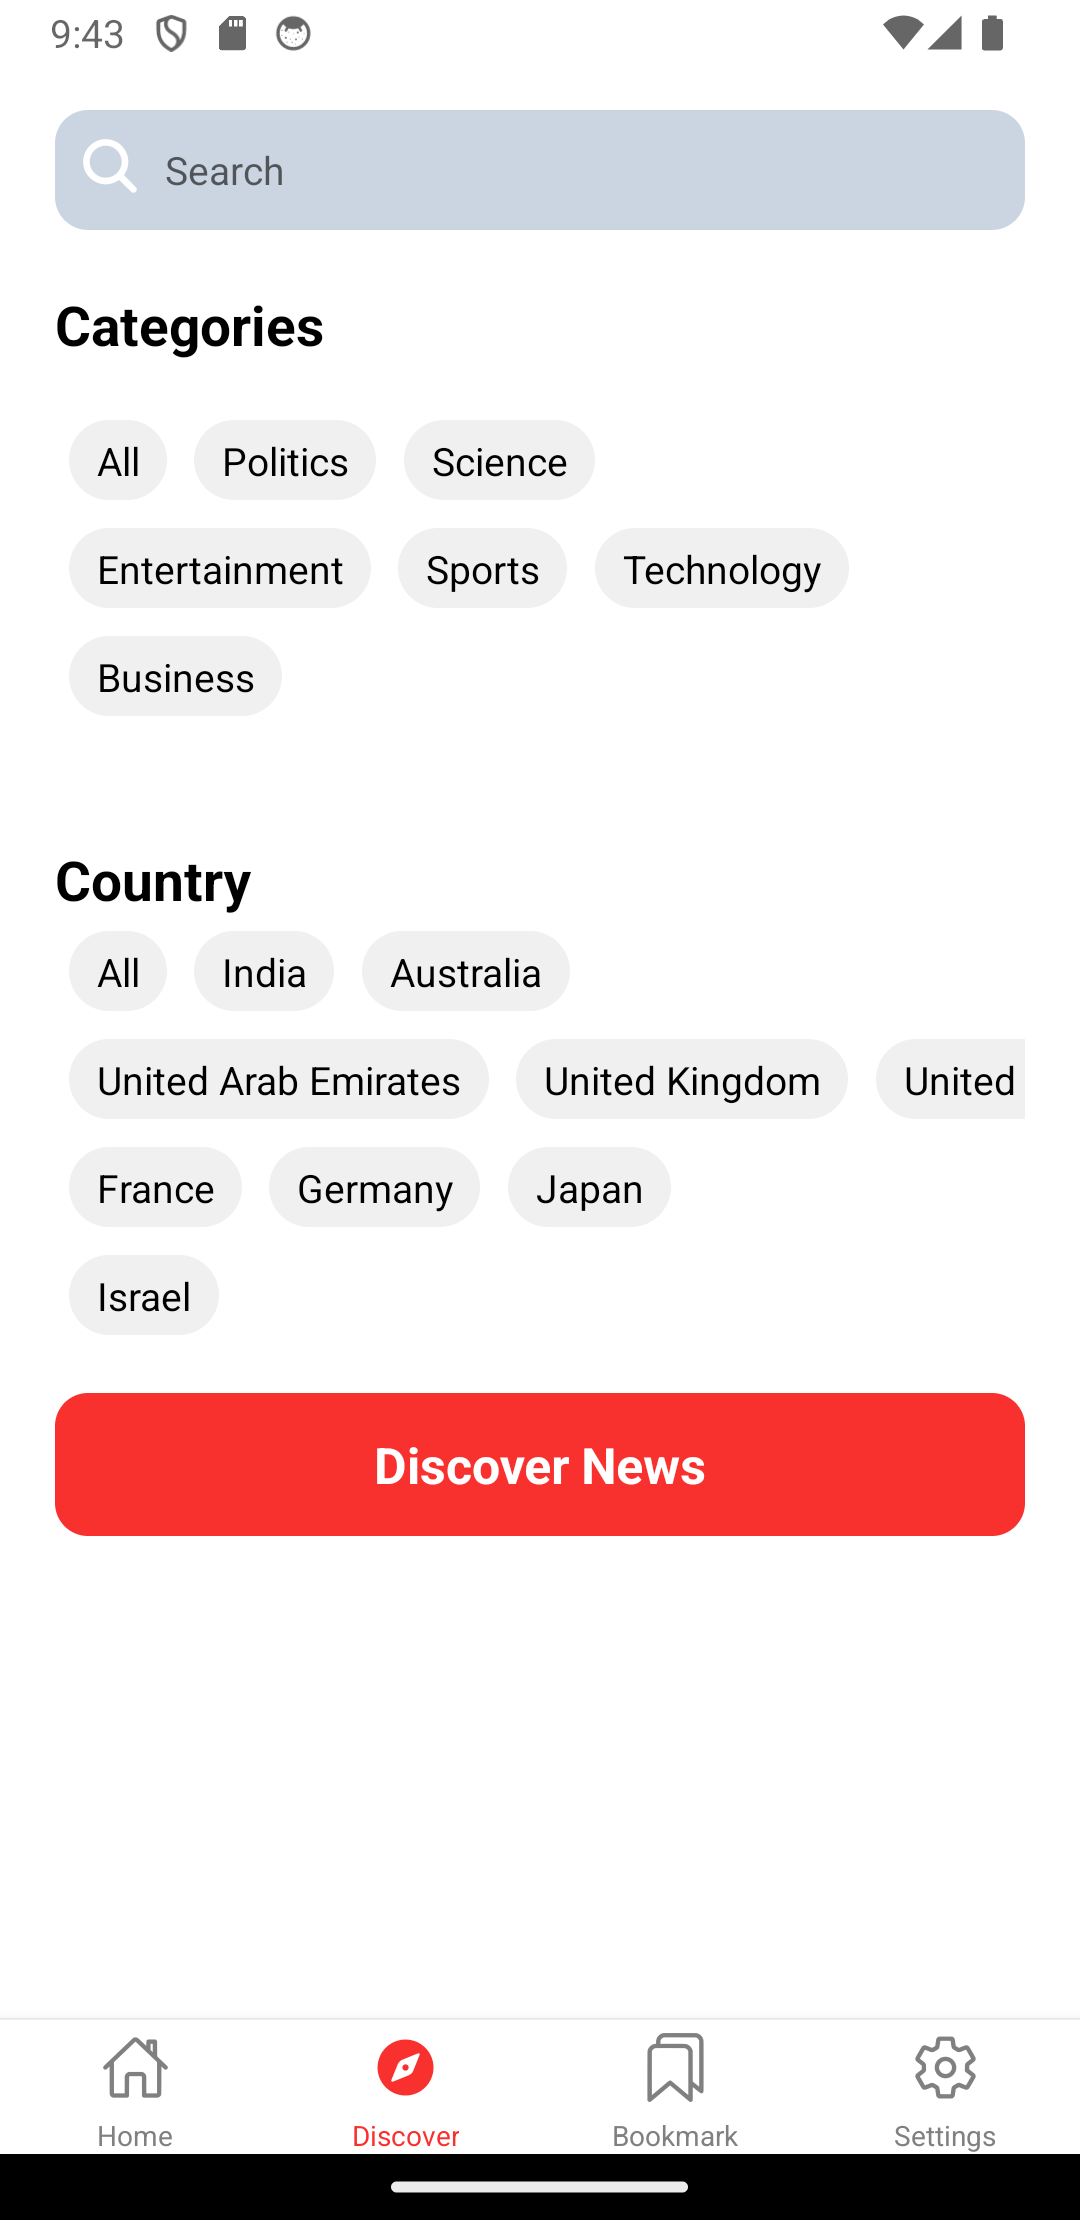 9:43
Search
Categories
All Politics Science
Entertainment Sports Technology
Business
Country
All India Australia
United Arab Emirates United Kingdom United
France Germany Japan
Israel
Discover News
Home Discover Bookmark Settings